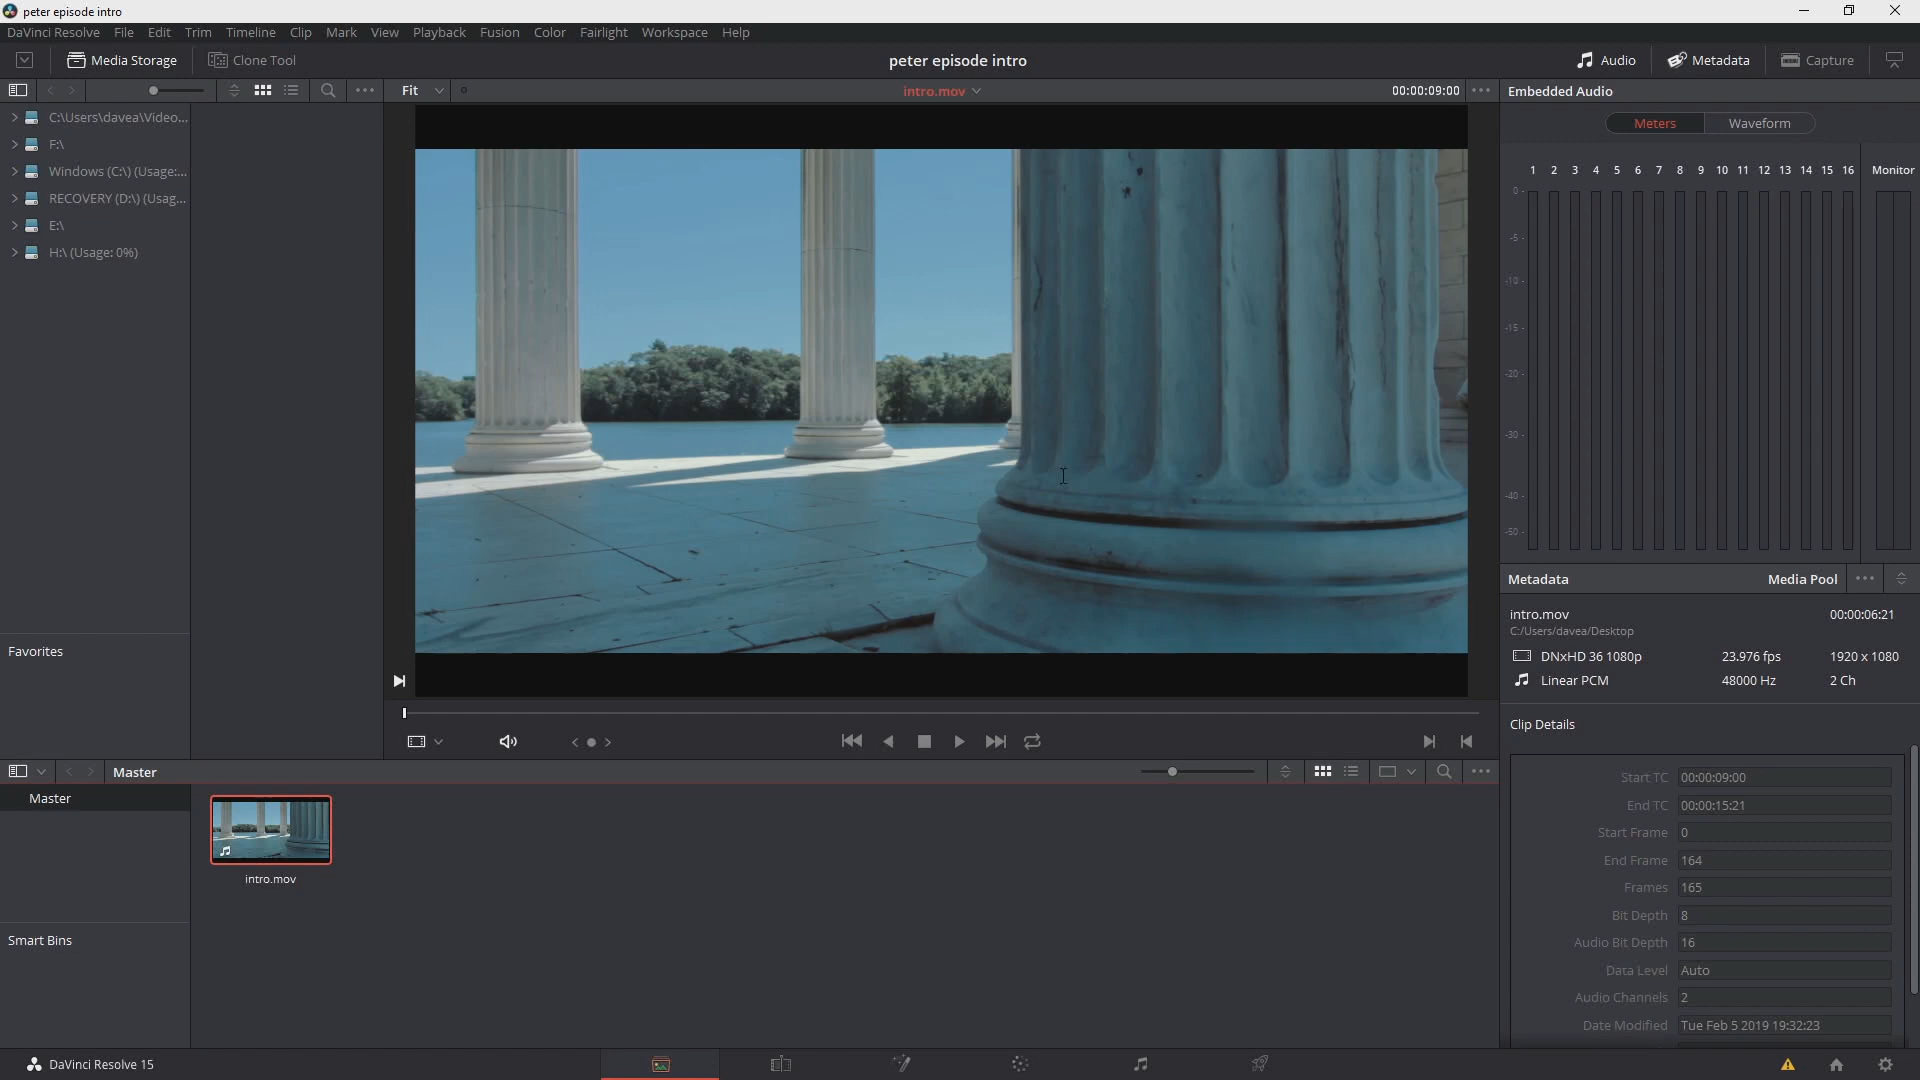 peter episode intro
DaVinci Resolve File Edit Trim Timeline Clip Mark View Playback Fusion Color Fairlight Workspace Help
Media Storage Clone Tool peter episode intro Audio Metadata Capture
Fit intro.mov 00:00:09:00 Embedded Audio
Meters Waveform
C:\Users\davea\Video...
F:\
Windows (C:\) (Usage:...
RECOVERY (D:\) (Usag...
E:\
H:\ (Usage: 0%)
1 2 3 4 5 6 7 8 9 10 11 12 13 14 15 16 Monitor
0 -
-5 -
-10 -
-15 -
-20 -
-30 -
-40 -
-50 -
Favorites
Metadata Media Pool
intro.mov 00:00:06:21
C:/Users/davea/Desktop
DNxHD 36 1080p 23.976 fps 1920 x 1080
Linear PCM 48000 Hz 2 Ch
Clip Details
Start TC 00:00:09:00
End TC 00:00:15:21
Start Frame 0
End Frame 164
Frames 165
Bit Depth 8
Audio Bit Depth 16
Data Level Auto
Audio Channels 2
Date Modified Tue Feb 5 2019 19:32:23
Master
Master
intro.mov
Smart Bins
DaVinci Resolve 15